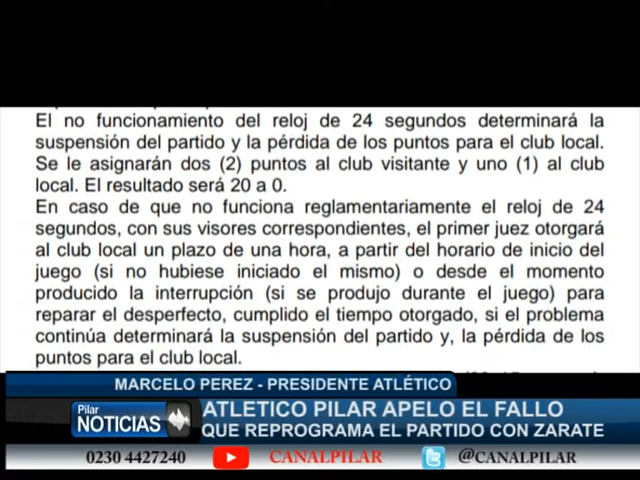 El no funcionamiento del reloj de 24 segundos determinará la
suspensión del partido y la pérdida de los puntos para el club local.
Se le asignarán dos (2) puntos al club visitante y uno (1) al club
local. El resultado será 20 a 0.
En caso de que no funciona reglamentariamente el reloj de 24
segundos, con sus visores correspondientes, el primer juez otorgará
al club local un plazo de una hora, a partir del horario de inicio del
juego (si no hubiese iniciado el mismo) o desde el momento
producido la interrupción (si se produjo durante el juego) para
reparar el desperfecto, cumplido el tiempo otorgado, si el problema
continúa determinará la suspensión del partido y, la pérdida de los
puntos para el club local.
MARCELO PEREZ - PRESIDENTE ATLÉTICO
Pilar
NOTICIAS
ATLETICO PILAR APELO EL FALLO
QUE REPROGRAMA EL PARTIDO CON ZARATE
0230 4427240 CANALPILAR @CANALPILAR